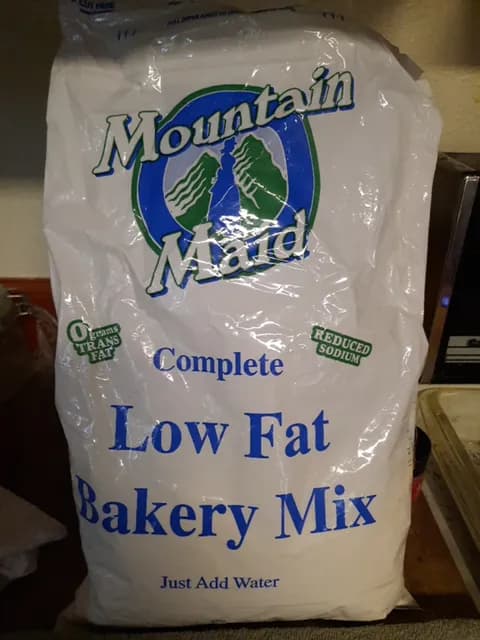 Mountain
Maid
0 grams
TRANS
FAT
REDUCED
SODIUM
Complete
Low Fat
Bakery Mix
Just Add Water